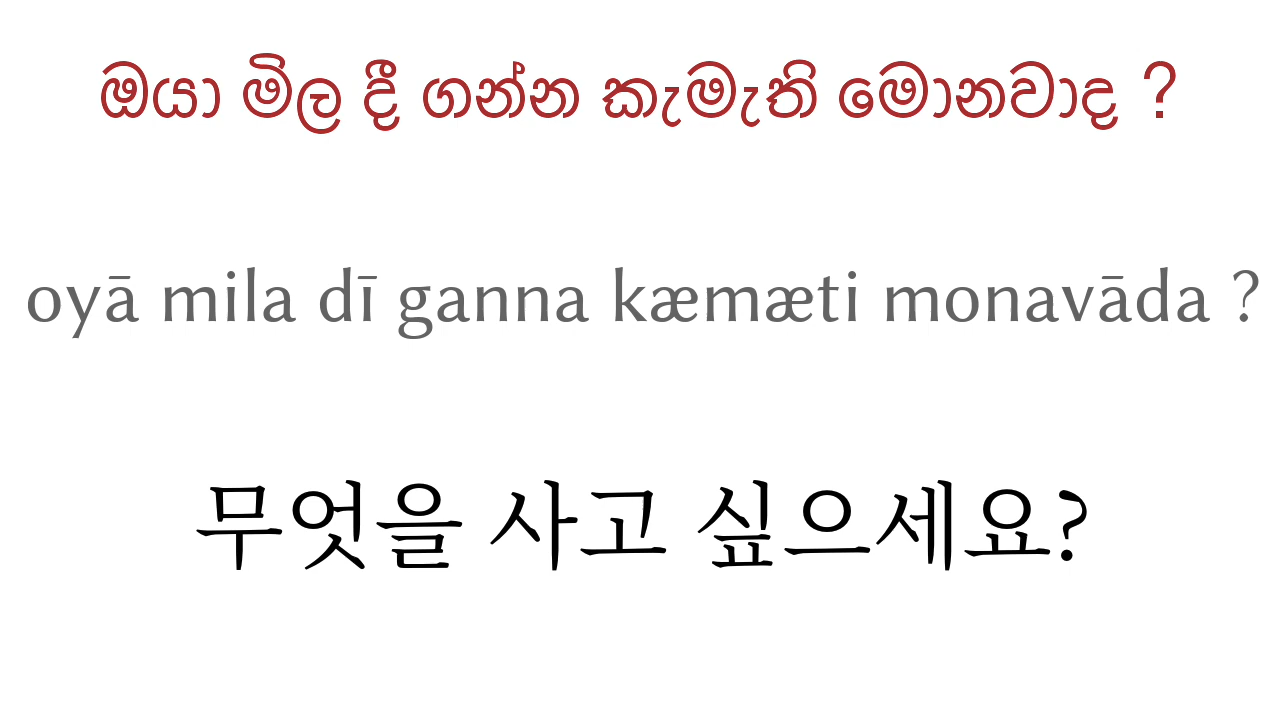 ඔයා මිල දී ගන්න කැමැති මොනවාද ?
oyā mila dī ganna kæmæti monavāda ?
무엇을 사고 싶으세요?